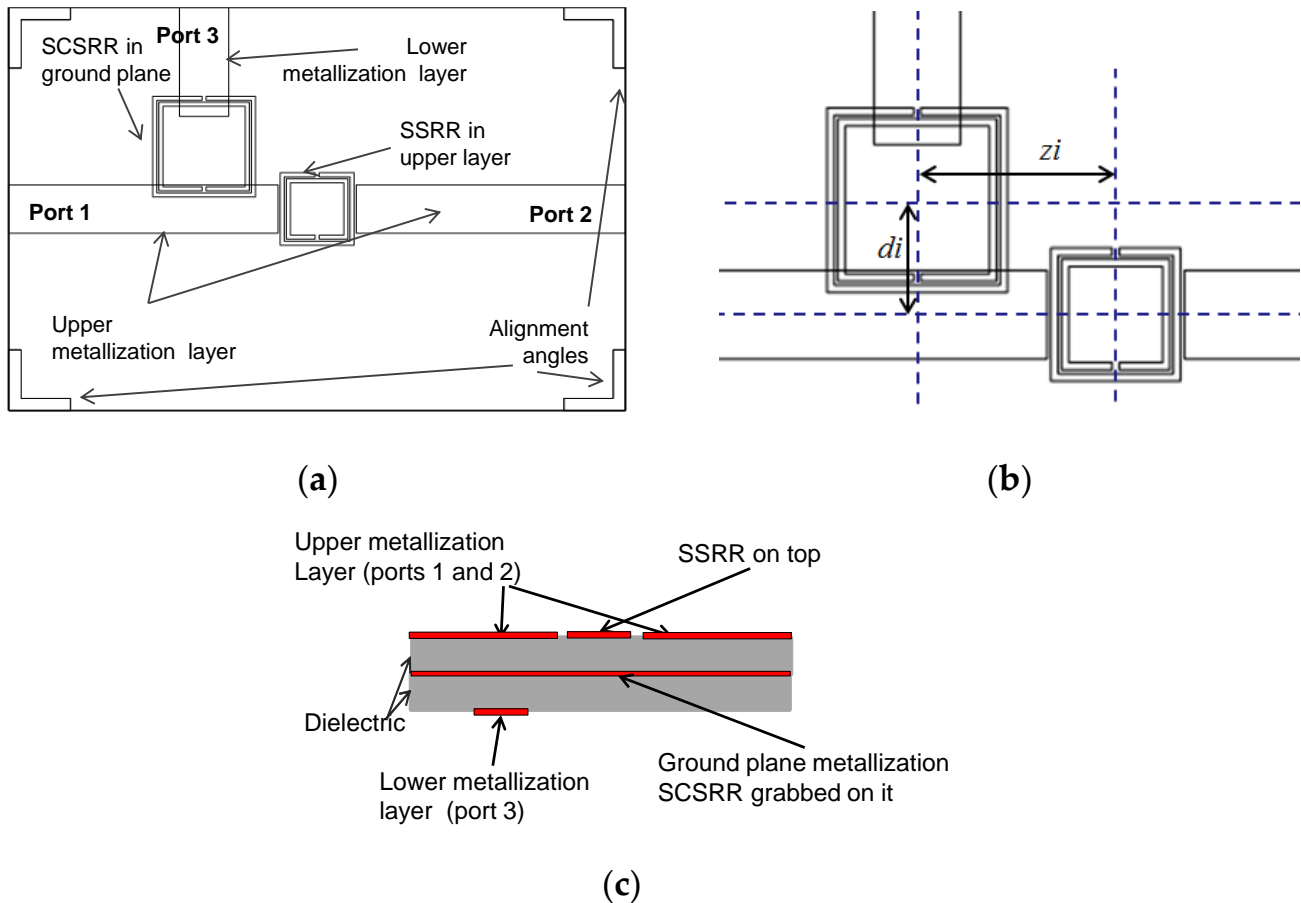 SCSRR in
ground plane
Port 3
Lower
metallization layer
SSRR in
upper layer
Port 1
Port 2
Upper
metallization layer
Alignment
angles
(a)
zi
di
(b)
Upper metallization
Layer (ports 1 and 2)
SSRR on top
Dielectric
Lower metallization
layer (port 3)
Ground plane metallization
SCSRR grabbed on it
(c)